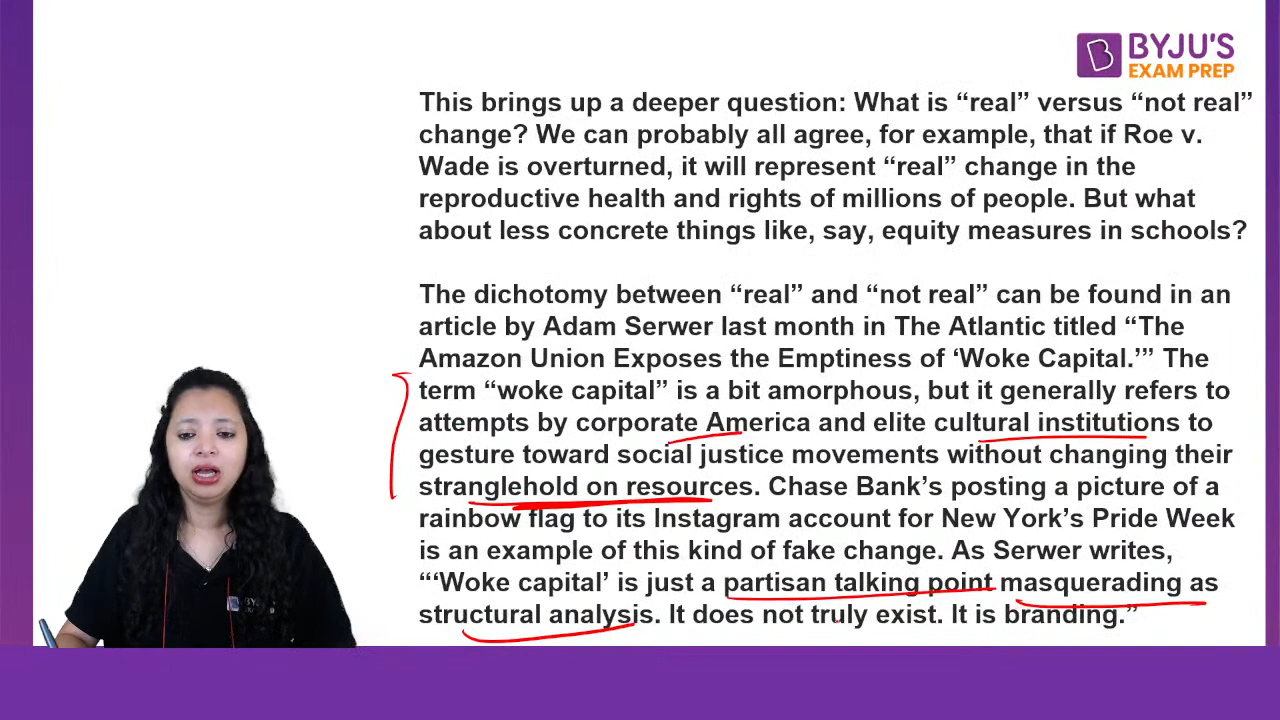 BYJU'S
EXAM PREP
This brings up a deeper question: What is “real” versus “not real”
change? We can probably all agree, for example, that if Roe v.
Wade is overturned, it will represent “real” change in the
reproductive health and rights of millions of people. But what
about less concrete things like, say, equity measures in schools?
The dichotomy between “real” and “not real” can be found in an
article by Adam Serwer last month in The Atlantic titled “The
Amazon Union Exposes the Emptiness of ‘Woke Capital.’” The
term “woke capital” is a bit amorphous, but it generally refers to
attempts by corporate America and elite cultural institutions to
gesture toward social justice movements without changing their
stranglehold on resources. Chase Bank’s posting a picture of a
rainbow flag to its Instagram account for New York’s Pride Week
is an example of this kind of fake change. As Serwer writes,
“‘Woke capital’ is just a partisan talking point masquerading as
structural analysis. It does not truly exist. It is branding.”